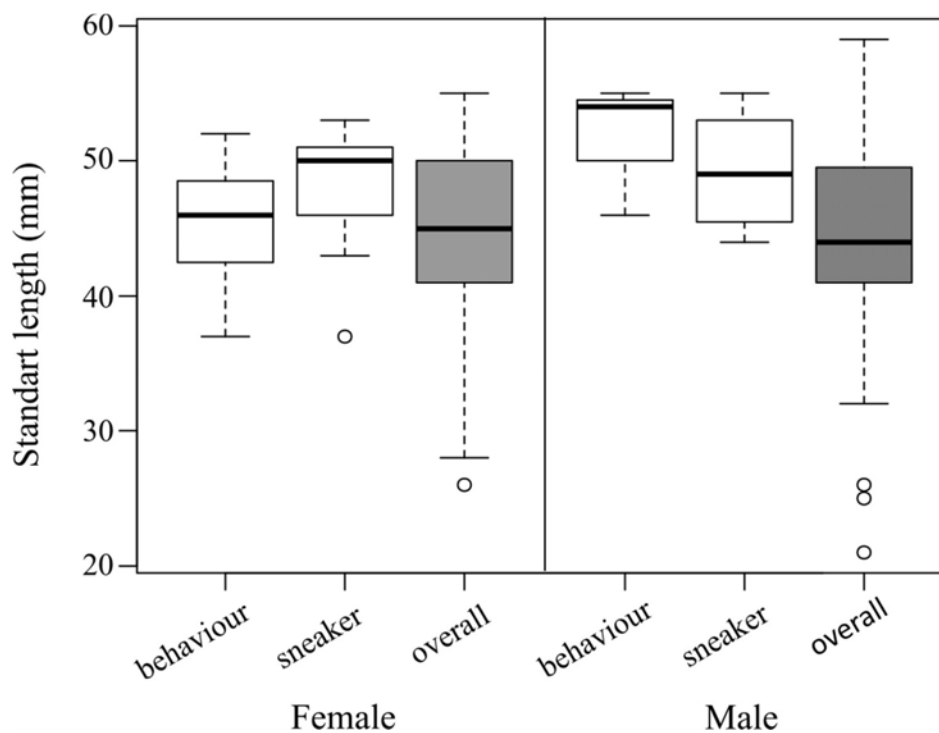 Standart length (mm)
60
50
40
30
20
behaviour
sneaker
overall
behaviour
sneaker
overall
Female
Male